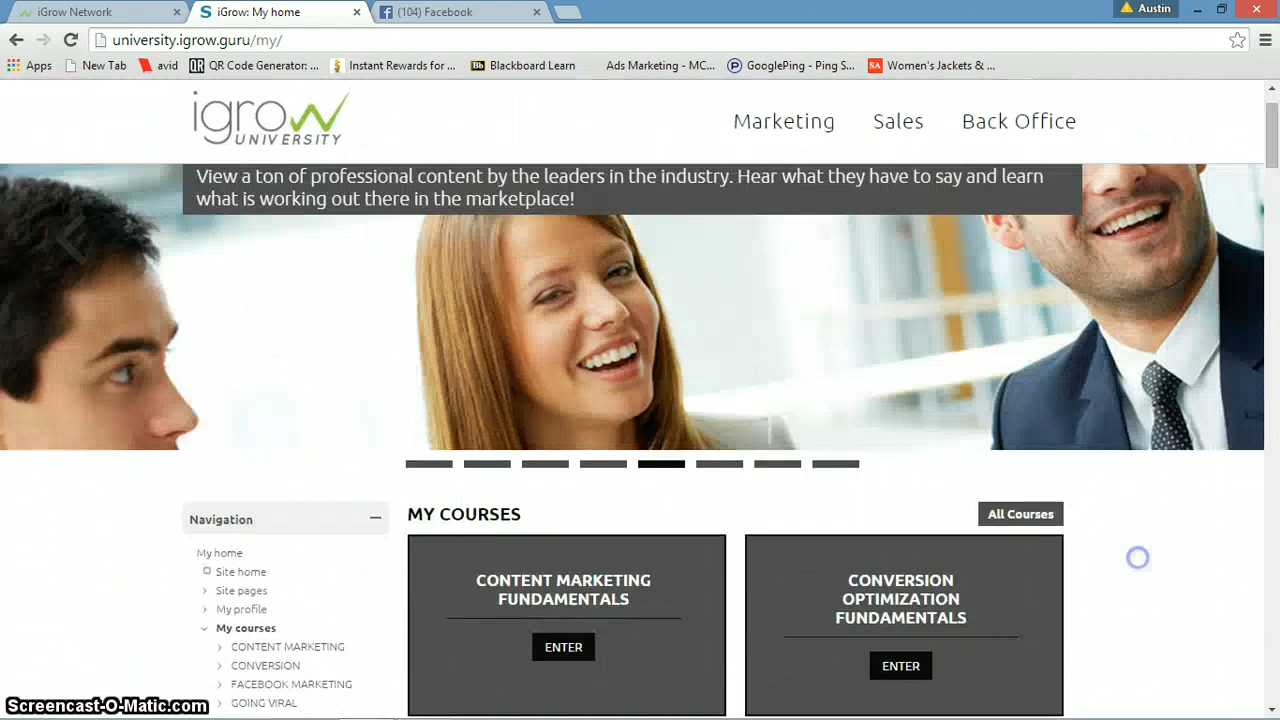 iGrow Network
iGrow: My home
(104) Facebook
Austin
university.igrow.guru/my/
Apps
New Tab
avid
QR Code Generator: ...
Instant Rewards for ...
Bb
Blackboard Learn
Ads Marketing – MC...
GooglePing - Ping S...
SA
Women's Jackets & ...
igrow
UNIVERSITY
Marketing
Sales
Back Office
View a ton of professional content by the leaders in the industry. Hear what they have to say and learn
what is working out there in the marketplace!
Navigation
MY COURSES
All Courses
My home
Site home
Site pages
My profile
My courses
CONTENT MARKETING
CONVERSION
FACEBOOK MARKETING
GOING VIRAL
CONTENT MARKETING
FUNDAMENTALS
ENTER
CONVERSION
OPTIMIZATION
FUNDAMENTALS
ENTER
Screencast-O-Matic.com